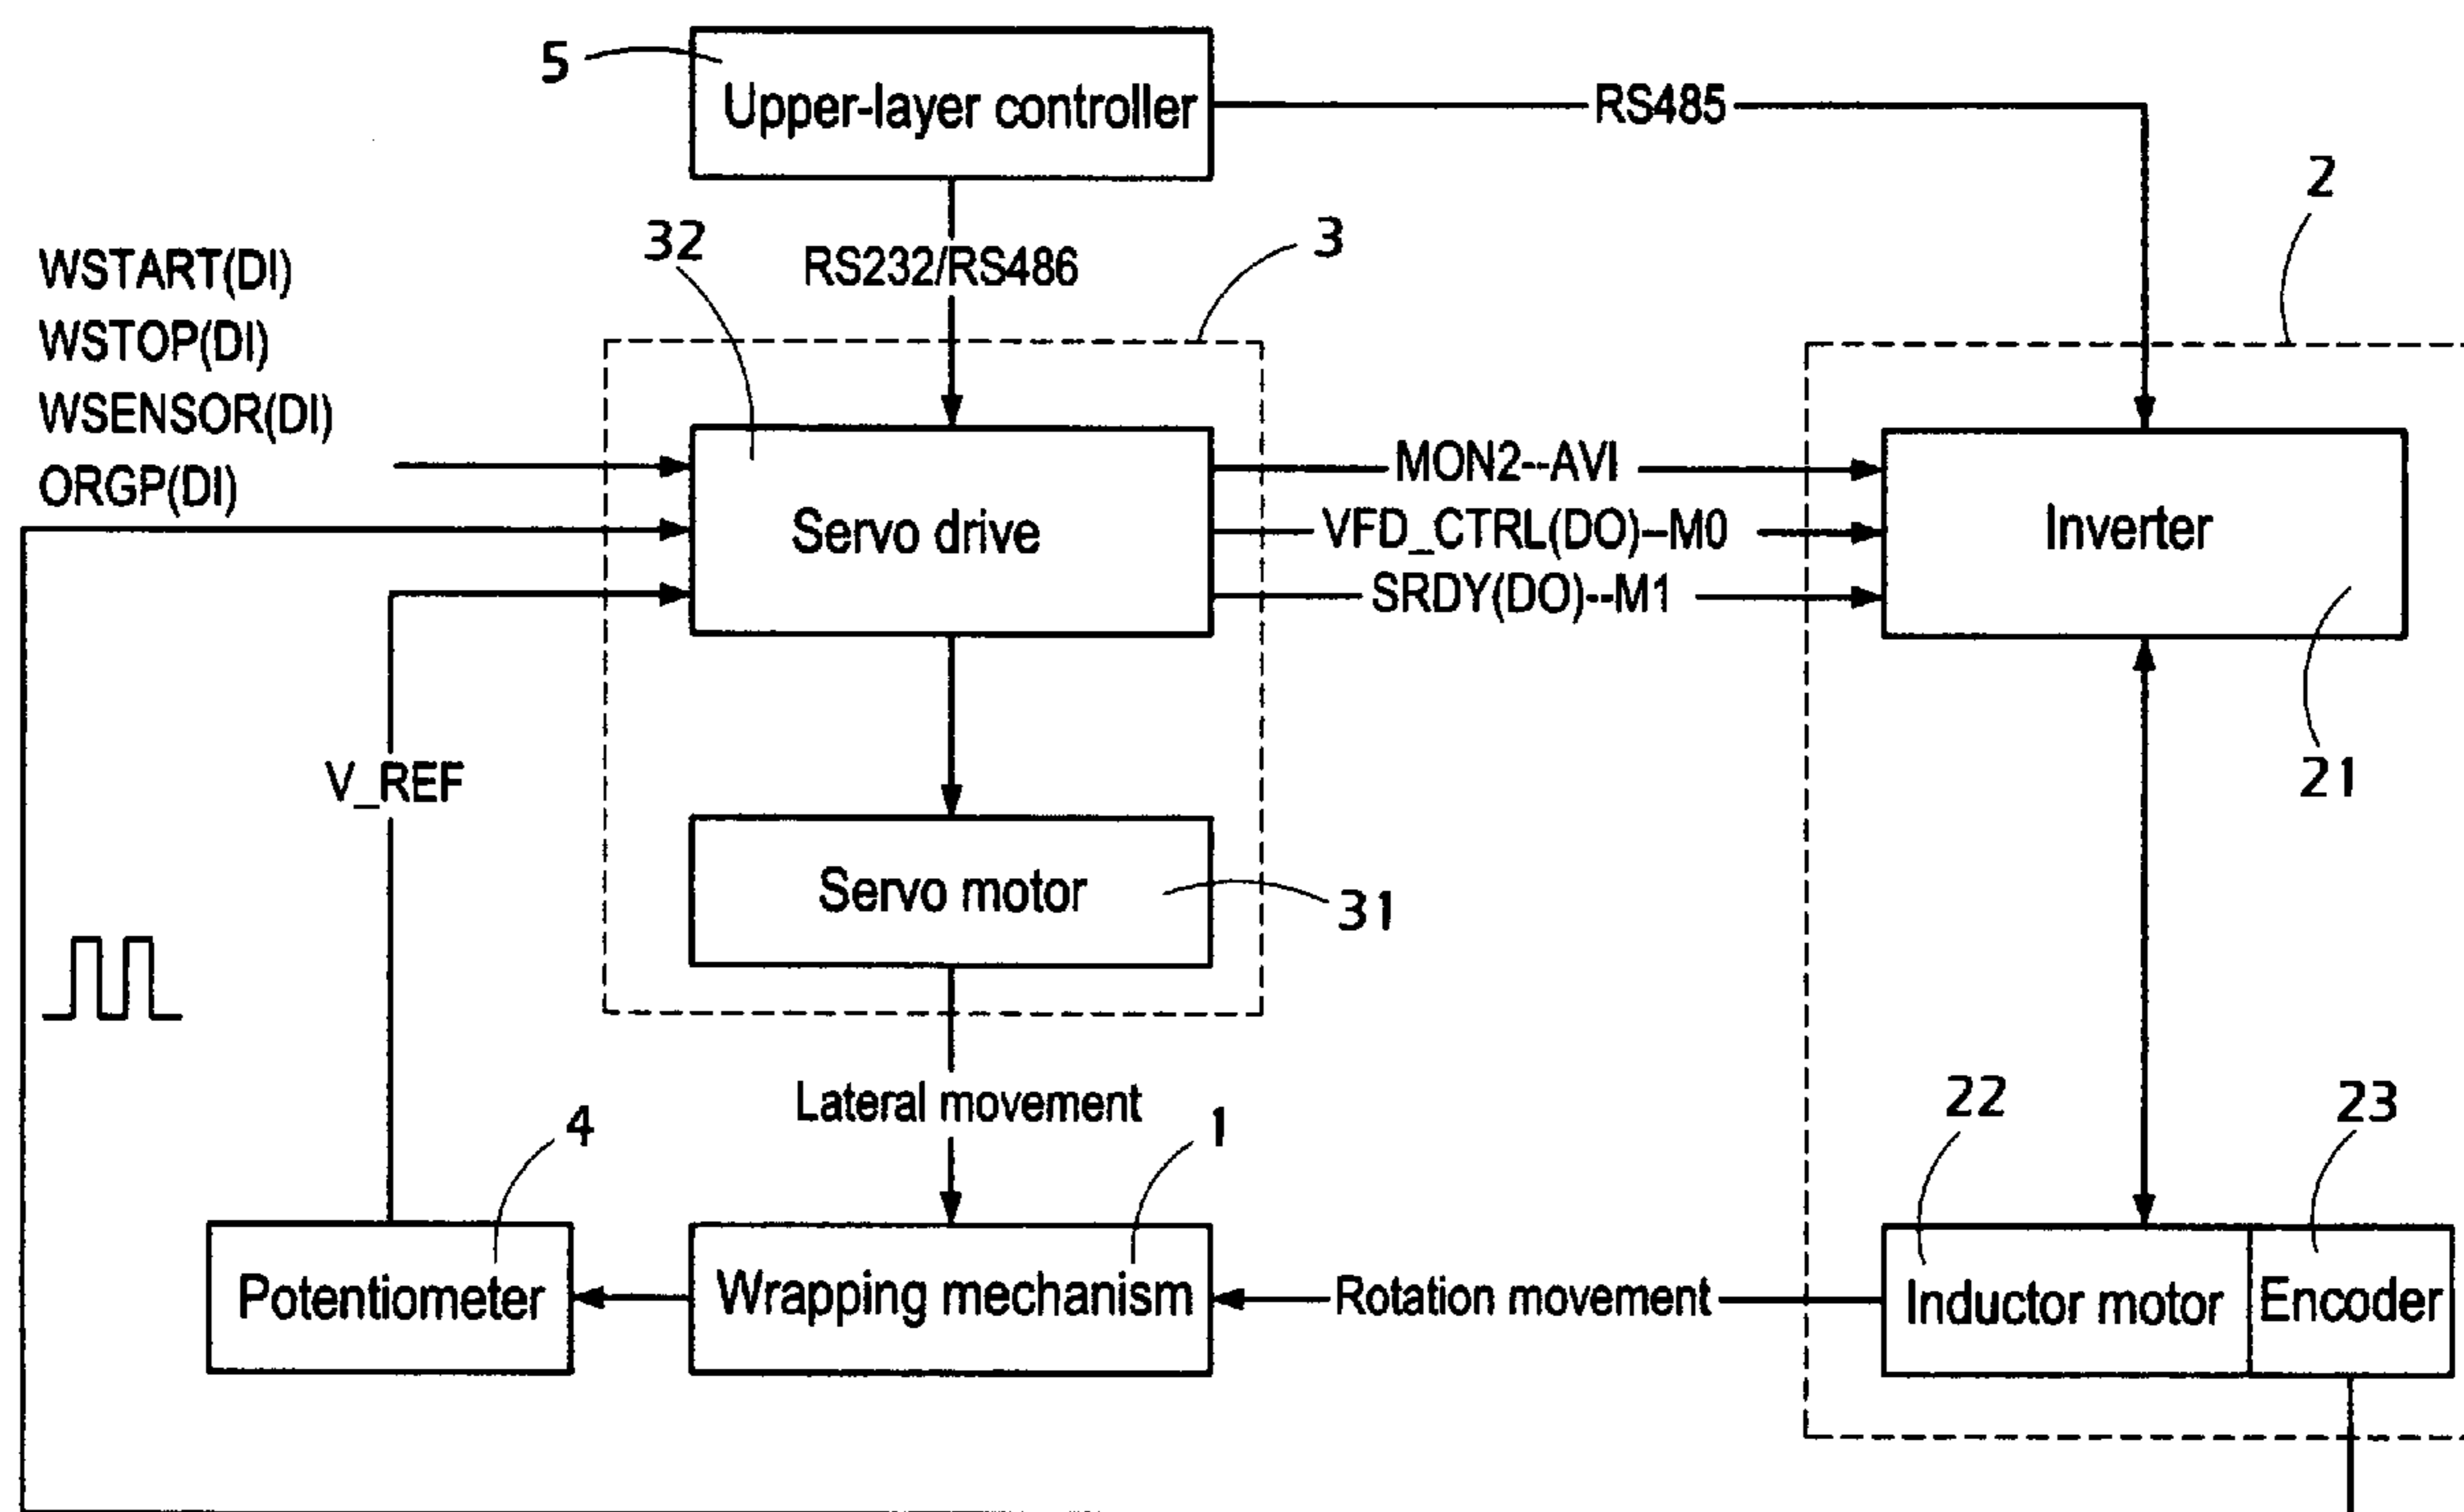 5
Upper-layer controller
RS485
2
WSTART(DI)
WSTOP(DI)
WSENSOR(DI)
ORGP(DI)
32
RS232/RS486
3
Servo drive
MON2--AVI
VFD_CTRL(DO)--M0
SRDY(DO)--M1
Inverter
21
V_REF
Servo motor
31
Lateral movement
4
1
22
23
Potentiometer
Wrapping mechanism
Rotation movement
Inductor motor
Encoder